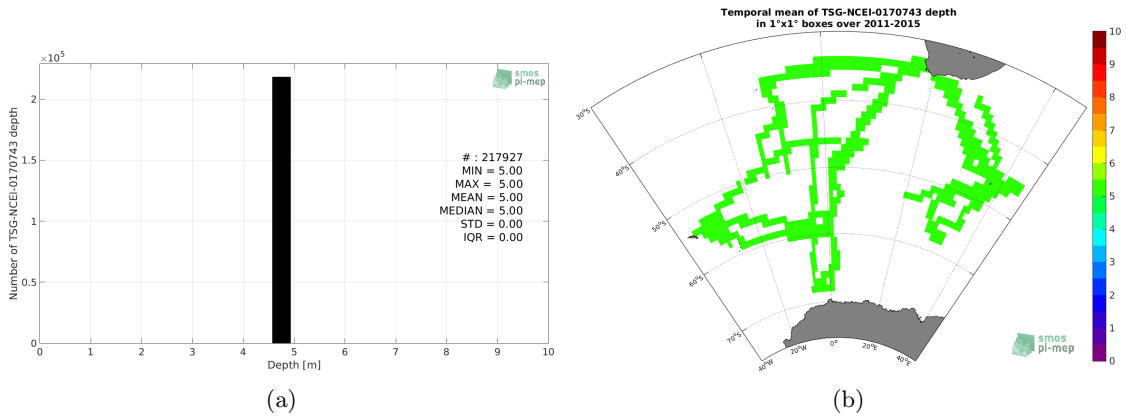 ×10⁵
2
1.5
1
0.5
0
Number of TSG-NCEI-0170743 depth
smos
pi-mep
# : 217927
MIN = 5.00
MAX = 5.00
MEAN = 5.00
MEDIAN = 5.00
STD = 0.00
IQR = 0.00
0 1 2 3 4 5 6 7 8 9 10
Depth [m]
(a)
Temporal mean of TSG-NCEI-0170743 depth
in 1°x1° boxes over 2011-2015
30°S
40°S
50°S
60°S
70°S
40°W
20°W
0°
20°E
40°E
smos
pi-mep
10
9
8
7
6
5
4
3
2
1
0
(b)